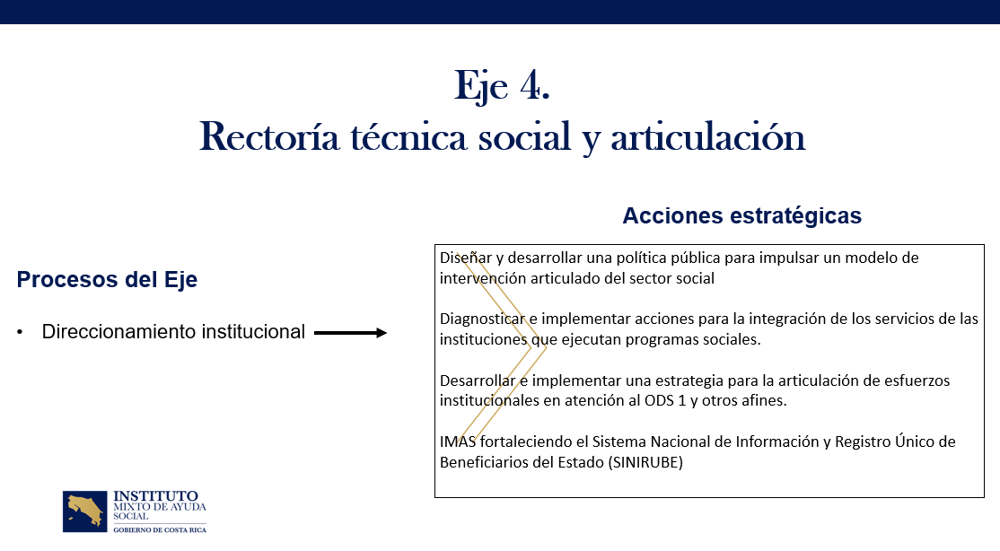 Eje 4.
Rectoría técnica social y articulación
Procesos del Eje
• Direccionamiento institucional
Acciones estratégicas
Diseñar y desarrollar una política pública para impulsar un modelo de
intervención articulado del sector social
Diagnosticar e implementar acciones para la integración de los servicios de las
instituciones que ejecutan programas sociales.
Desarrollar e implementar una estrategia para la articulación de esfuerzos
institucionales en atención al ODS 1 y otros afines.
IMAS fortaleciendo el Sistema Nacional de Información y Registro Único de
Beneficiarios del Estado (SINIRUBE)
INSTITUTO
MIXTO DE AYUDA
SOCIAL
GOBIERNO DE COSTA RICA